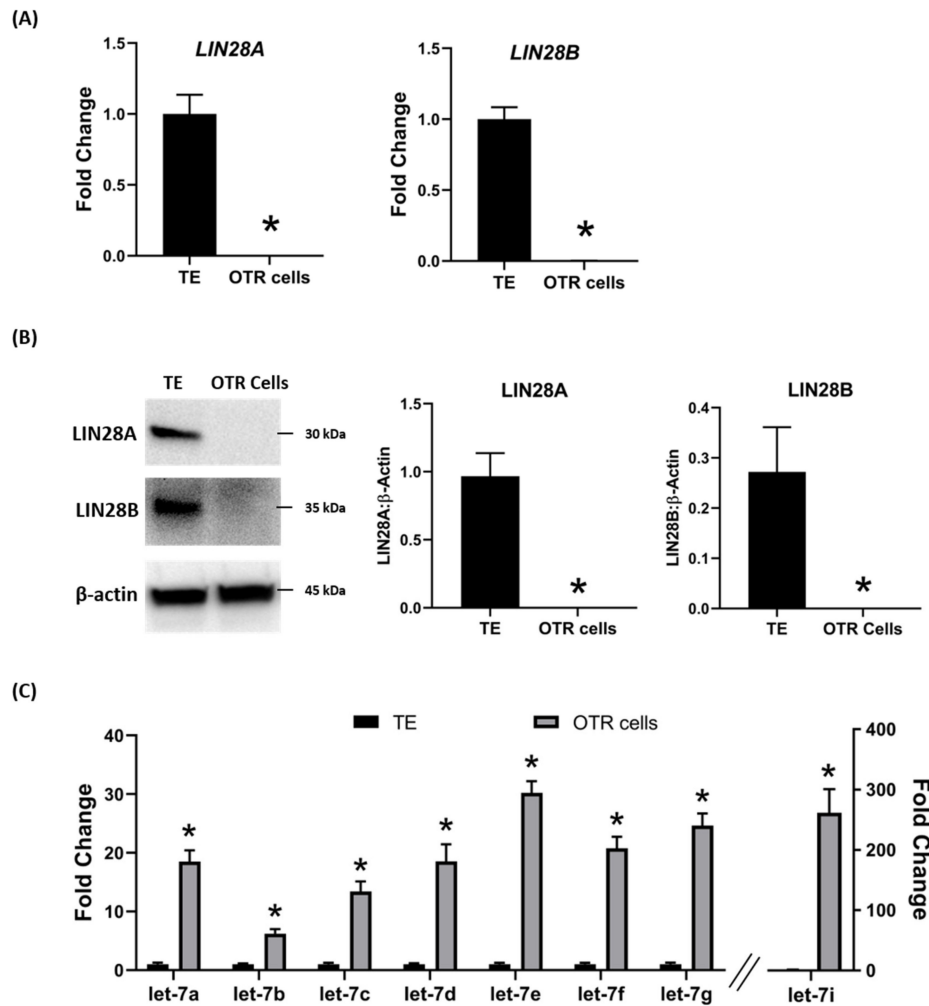 (A)
LIN28A
Fold Change
1.5
1.0
0.5
0.0
*
TE OTR cells
LIN28B
Fold Change
1.5
1.0
0.5
0.0
*
TE OTR cells
(B)
TE OTR Cells
LIN28A 30 kDa
LIN28B 35 kDa
β-actin 45 kDa
LIN28A
LIN28A:β-Actin
1.5
1.0
0.5
0.0
*
TE OTR cells
LIN28B
LIN28B:β-Actin
0.4
0.3
0.2
0.1
0.0
*
TE OTR Cells
(C)
TE OTR cells
Fold Change
40
30
20
10
0
* * * * * * * *
let-7a let-7b let-7c let-7d let-7e let-7f let-7g let-7i
400
300
200
100
0
Fold Change